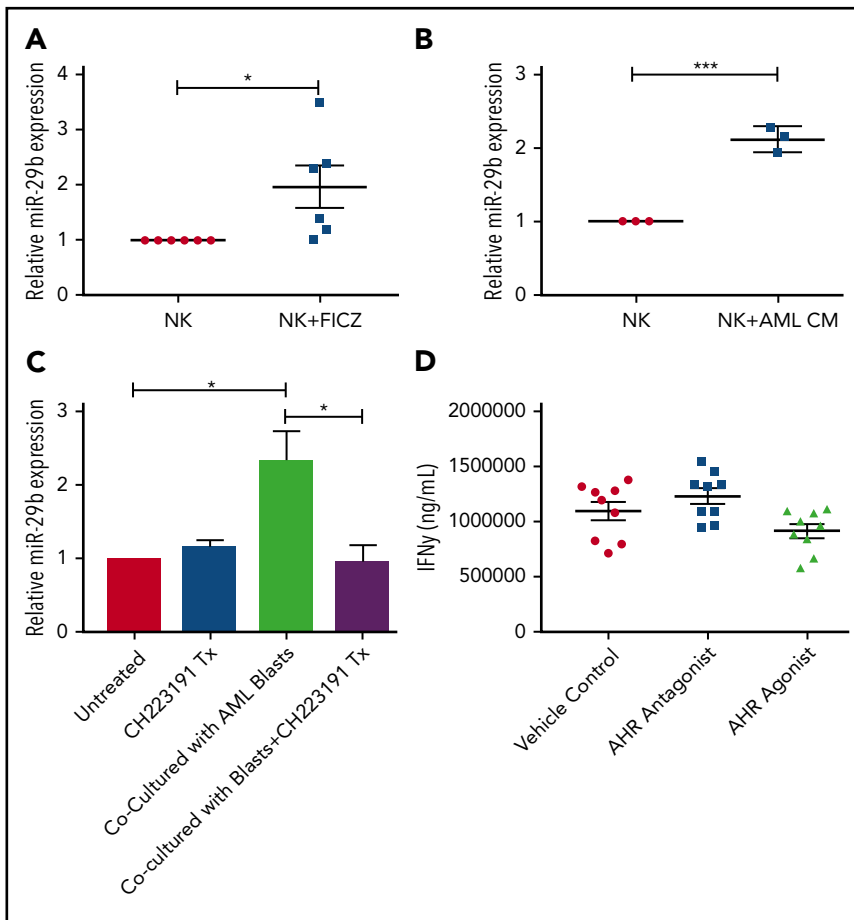 A
Relative miR-29b expression
4
3
2
1
0
*
NK
NK+FICZ
B
Relative miR-29b expression
3
2
1
0
***
NK
NK+AML CM
C
Relative miR-29b expression
3
2
1
0
*
*
Untreated
CH223191 Tx
Co-Cultured with AML Blasts
Co-cultured with Blasts+CH223191 Tx
D
IFNγ (ng/mL)
2000000
1500000
1000000
500000
0
Vehicle Control
AHR Antagonist
AHR Agonist